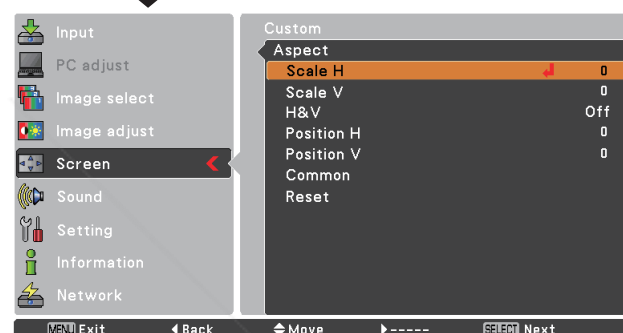 Input
PC adjust
Image select
Image adjust
Screen
Sound
Setting
Information
Network
Custom
Aspect
Scale H 0
Scale V 0
H&V Off
Position H 0
Position V 0
Common
Reset
MENU Exit Back Move ----- SELECT Next